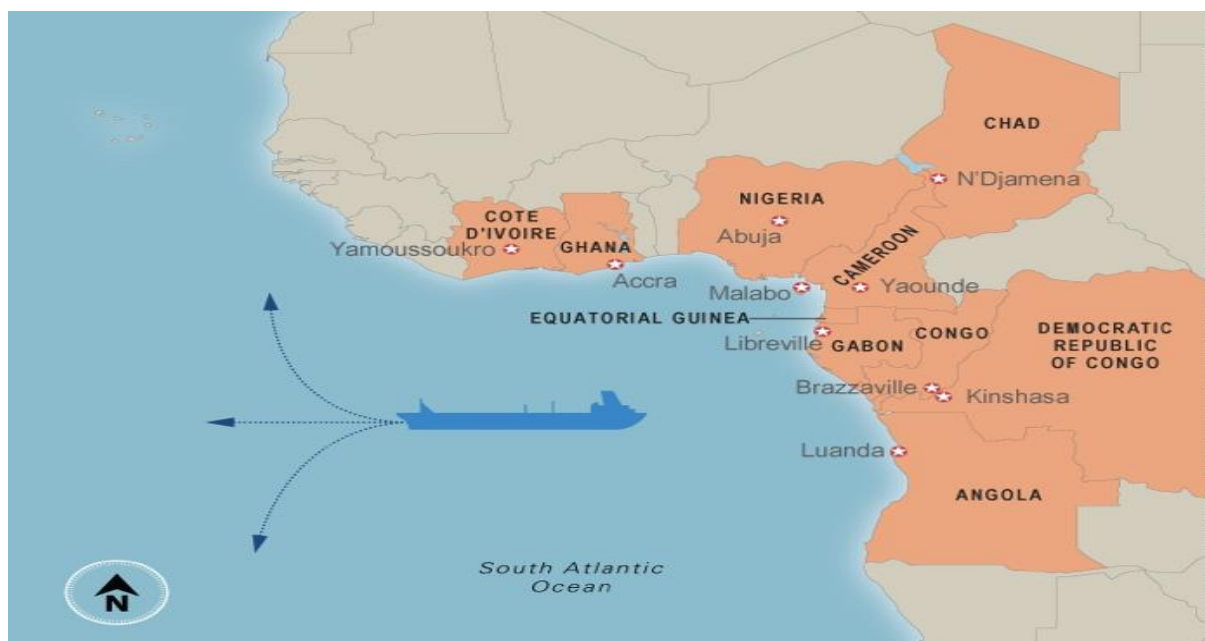 CHAD
N'Djamena
NIGERIA
Abuja
COTE
D'IVOIRE
Yamoussoukro
GHANA
Accra
CAMEROON
Malabo
Yaounde
EQUATORIAL GUINEA
Libreville
GABON
CONGO
DEMOCRATIC
REPUBLIC
OF CONGO
Brazzaville
Kinshasa
Luanda
ANGOLA
South Atlantic
Ocean
N